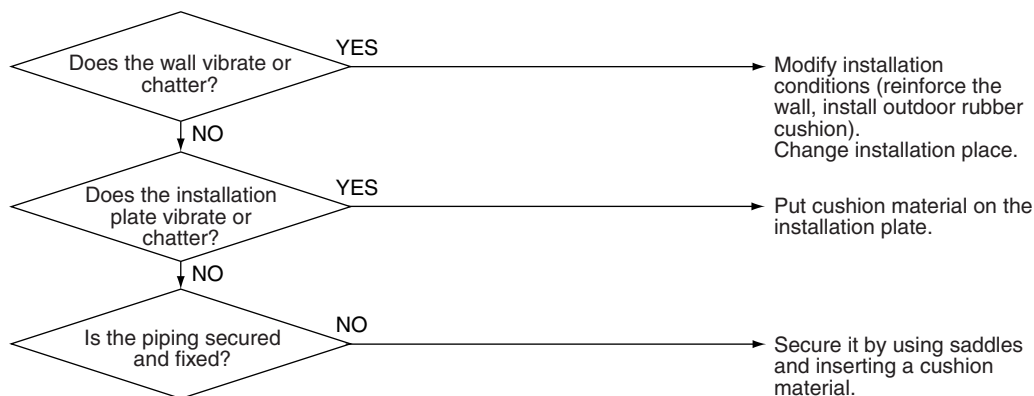 Does the wall vibrate or
chatter?
YES
Modify installation
conditions (reinforce the
wall, install outdoor rubber
cushion).
Change installation place.
NO
Does the installation
plate vibrate or
chatter?
YES
Put cushion material on the
installation plate.
NO
Is the piping secured
and fixed?
NO
Secure it by using saddles
and inserting a cushion
material.